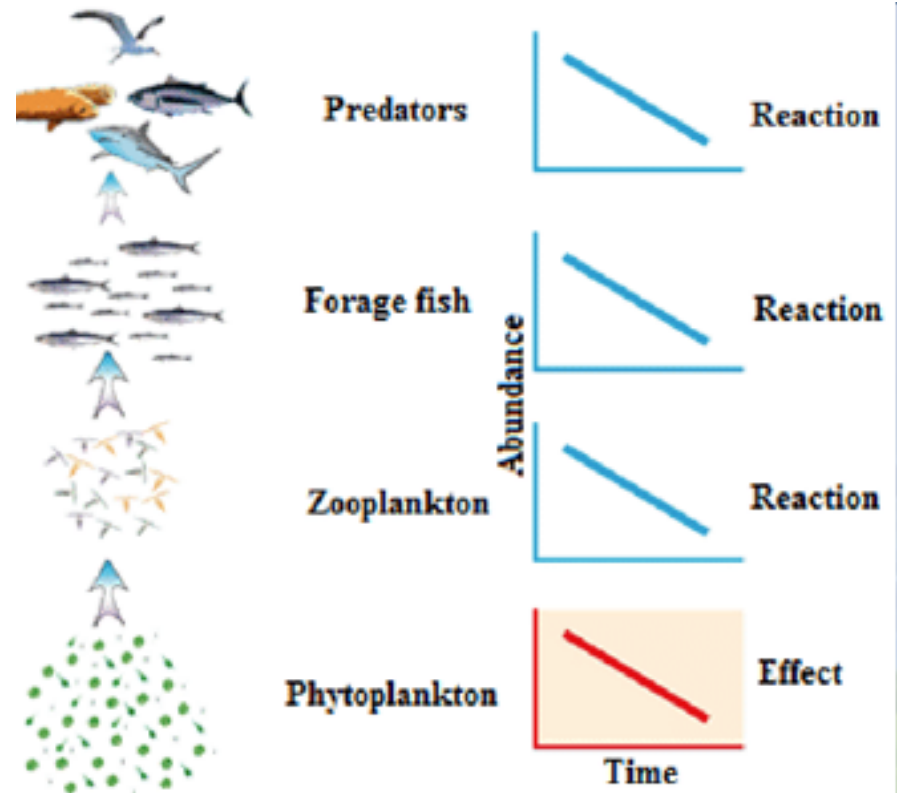 Predators
Reaction
Forage fish
Reaction
Abundance
Zooplankton
Reaction
Phytoplankton
Effect
Time